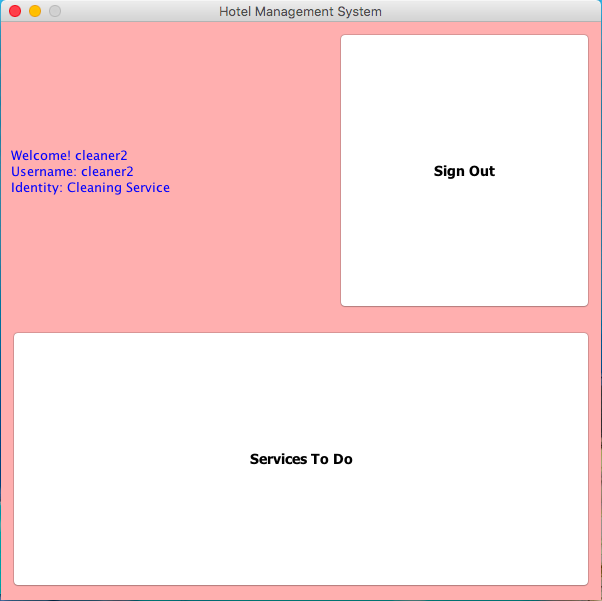 Hotel Management System
Welcome! cleaner2
Username: cleaner2
Identity: Cleaning Service
Sign Out
Services To Do